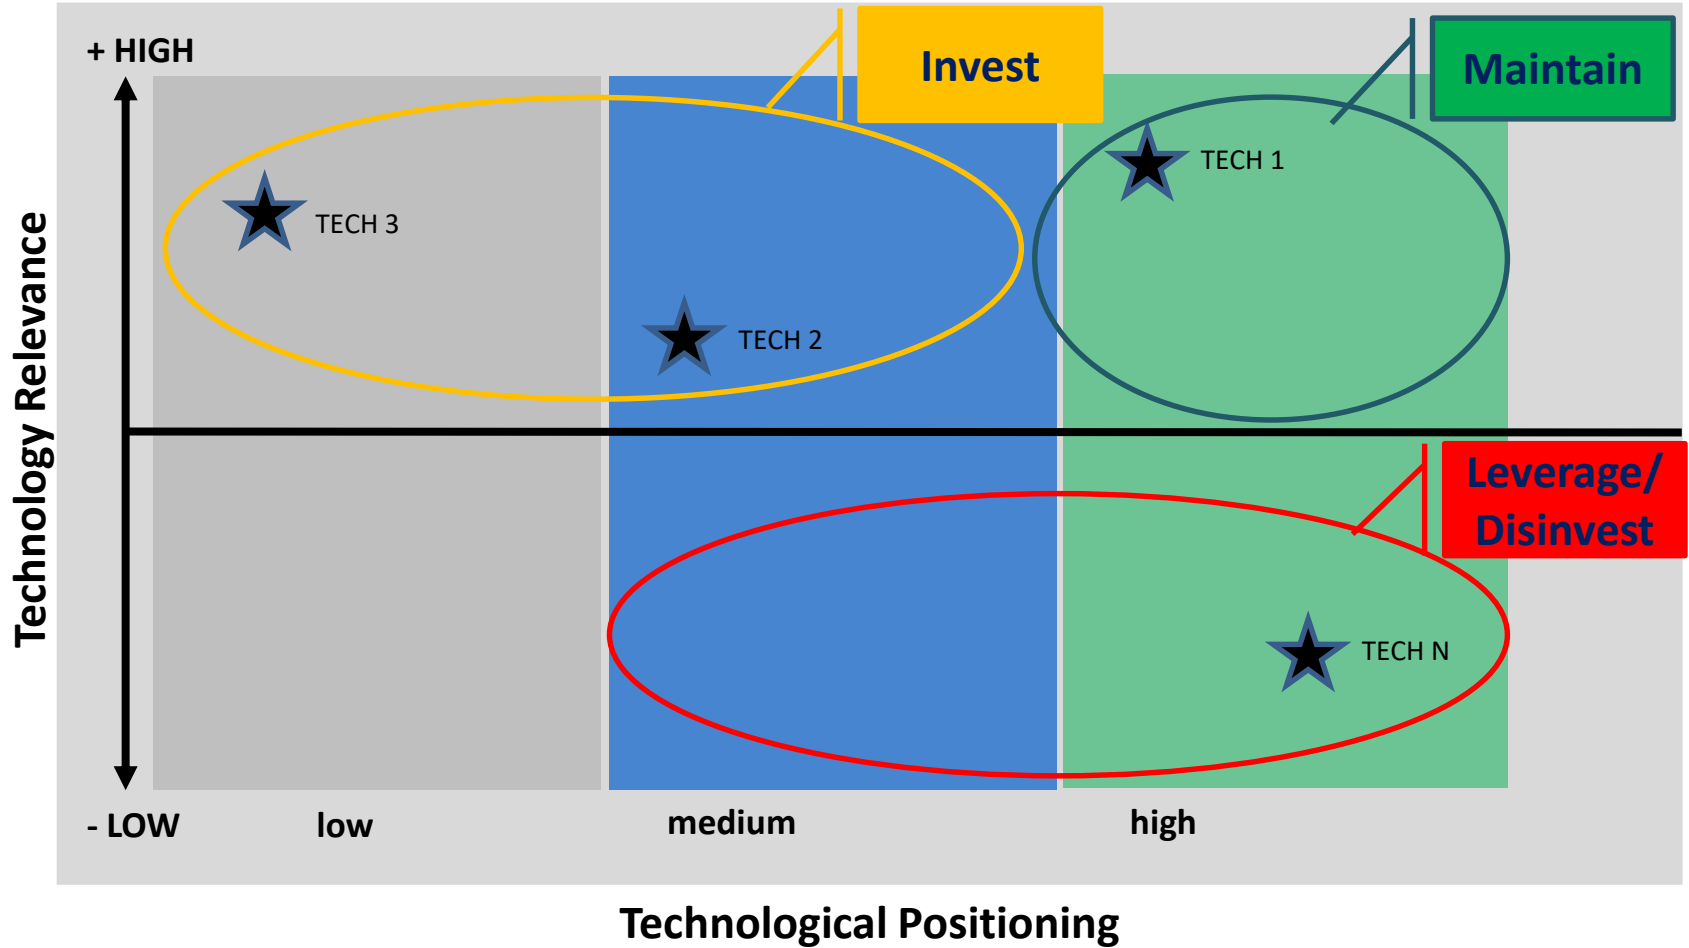 + HIGH
Invest
Maintain
TECH 1
TECH 3
TECH 2
Technology Relevance
Leverage/
Disinvest
TECH N
- LOW
low
medium
high
Technological Positioning